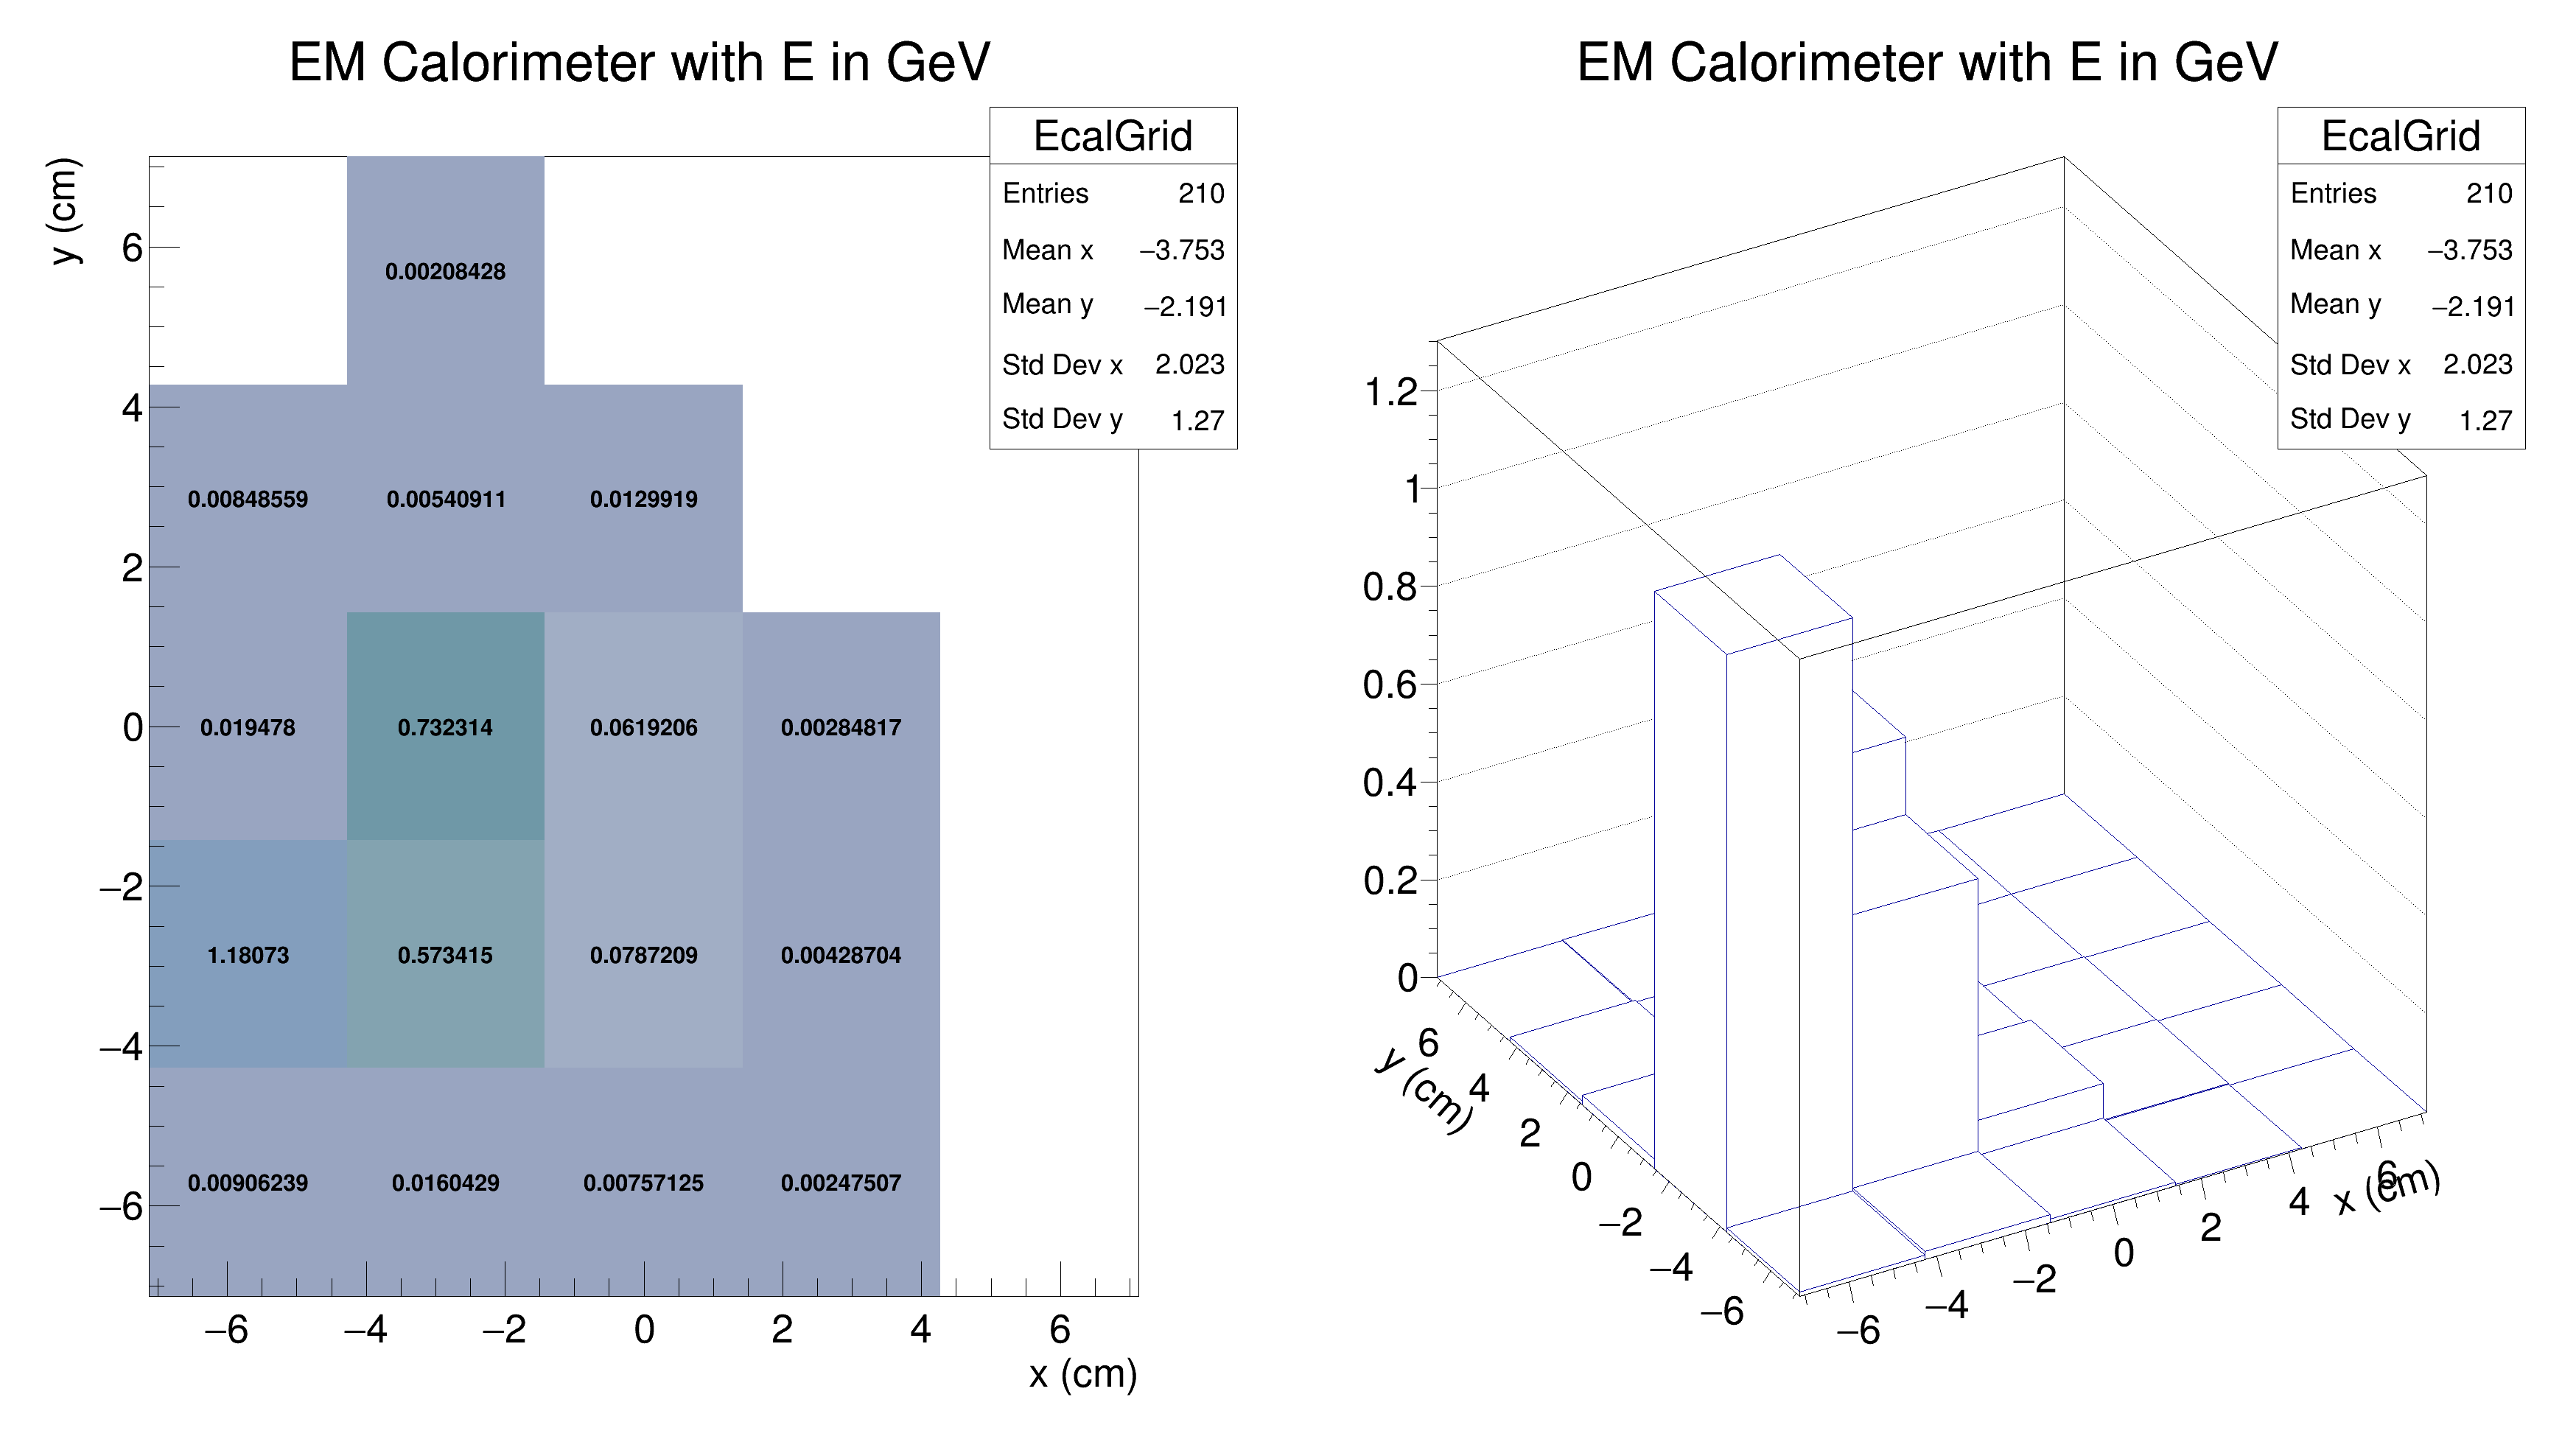 EM Calorimeter with E in GeV
EcalGrid
Entries 210
Mean x −3.753
Mean y −2.191
Std Dev x 2.023
Std Dev y 1.27
y (cm)
6
4
2
0
−2
−4
−6
0.00208428
0.00848559 0.00540911 0.0129919
0.019478 0.732314 0.0619206 0.00284817
1.18073 0.573415 0.0787209 0.00428704
0.00906239 0.0160429 0.00757125 0.00247507
−6 −4 −2 0 2 4 6
x (cm)
EM Calorimeter with E in GeV
EcalGrid
Entries 210
Mean x −3.753
Mean y −2.191
Std Dev x 2.023
Std Dev y 1.27
1.2
1
0.8
0.6
0.4
0.2
0
y (cm)
6
4
2
0
−2
−4
−6
−6 −4 −2 0 2 4 6
x (cm)